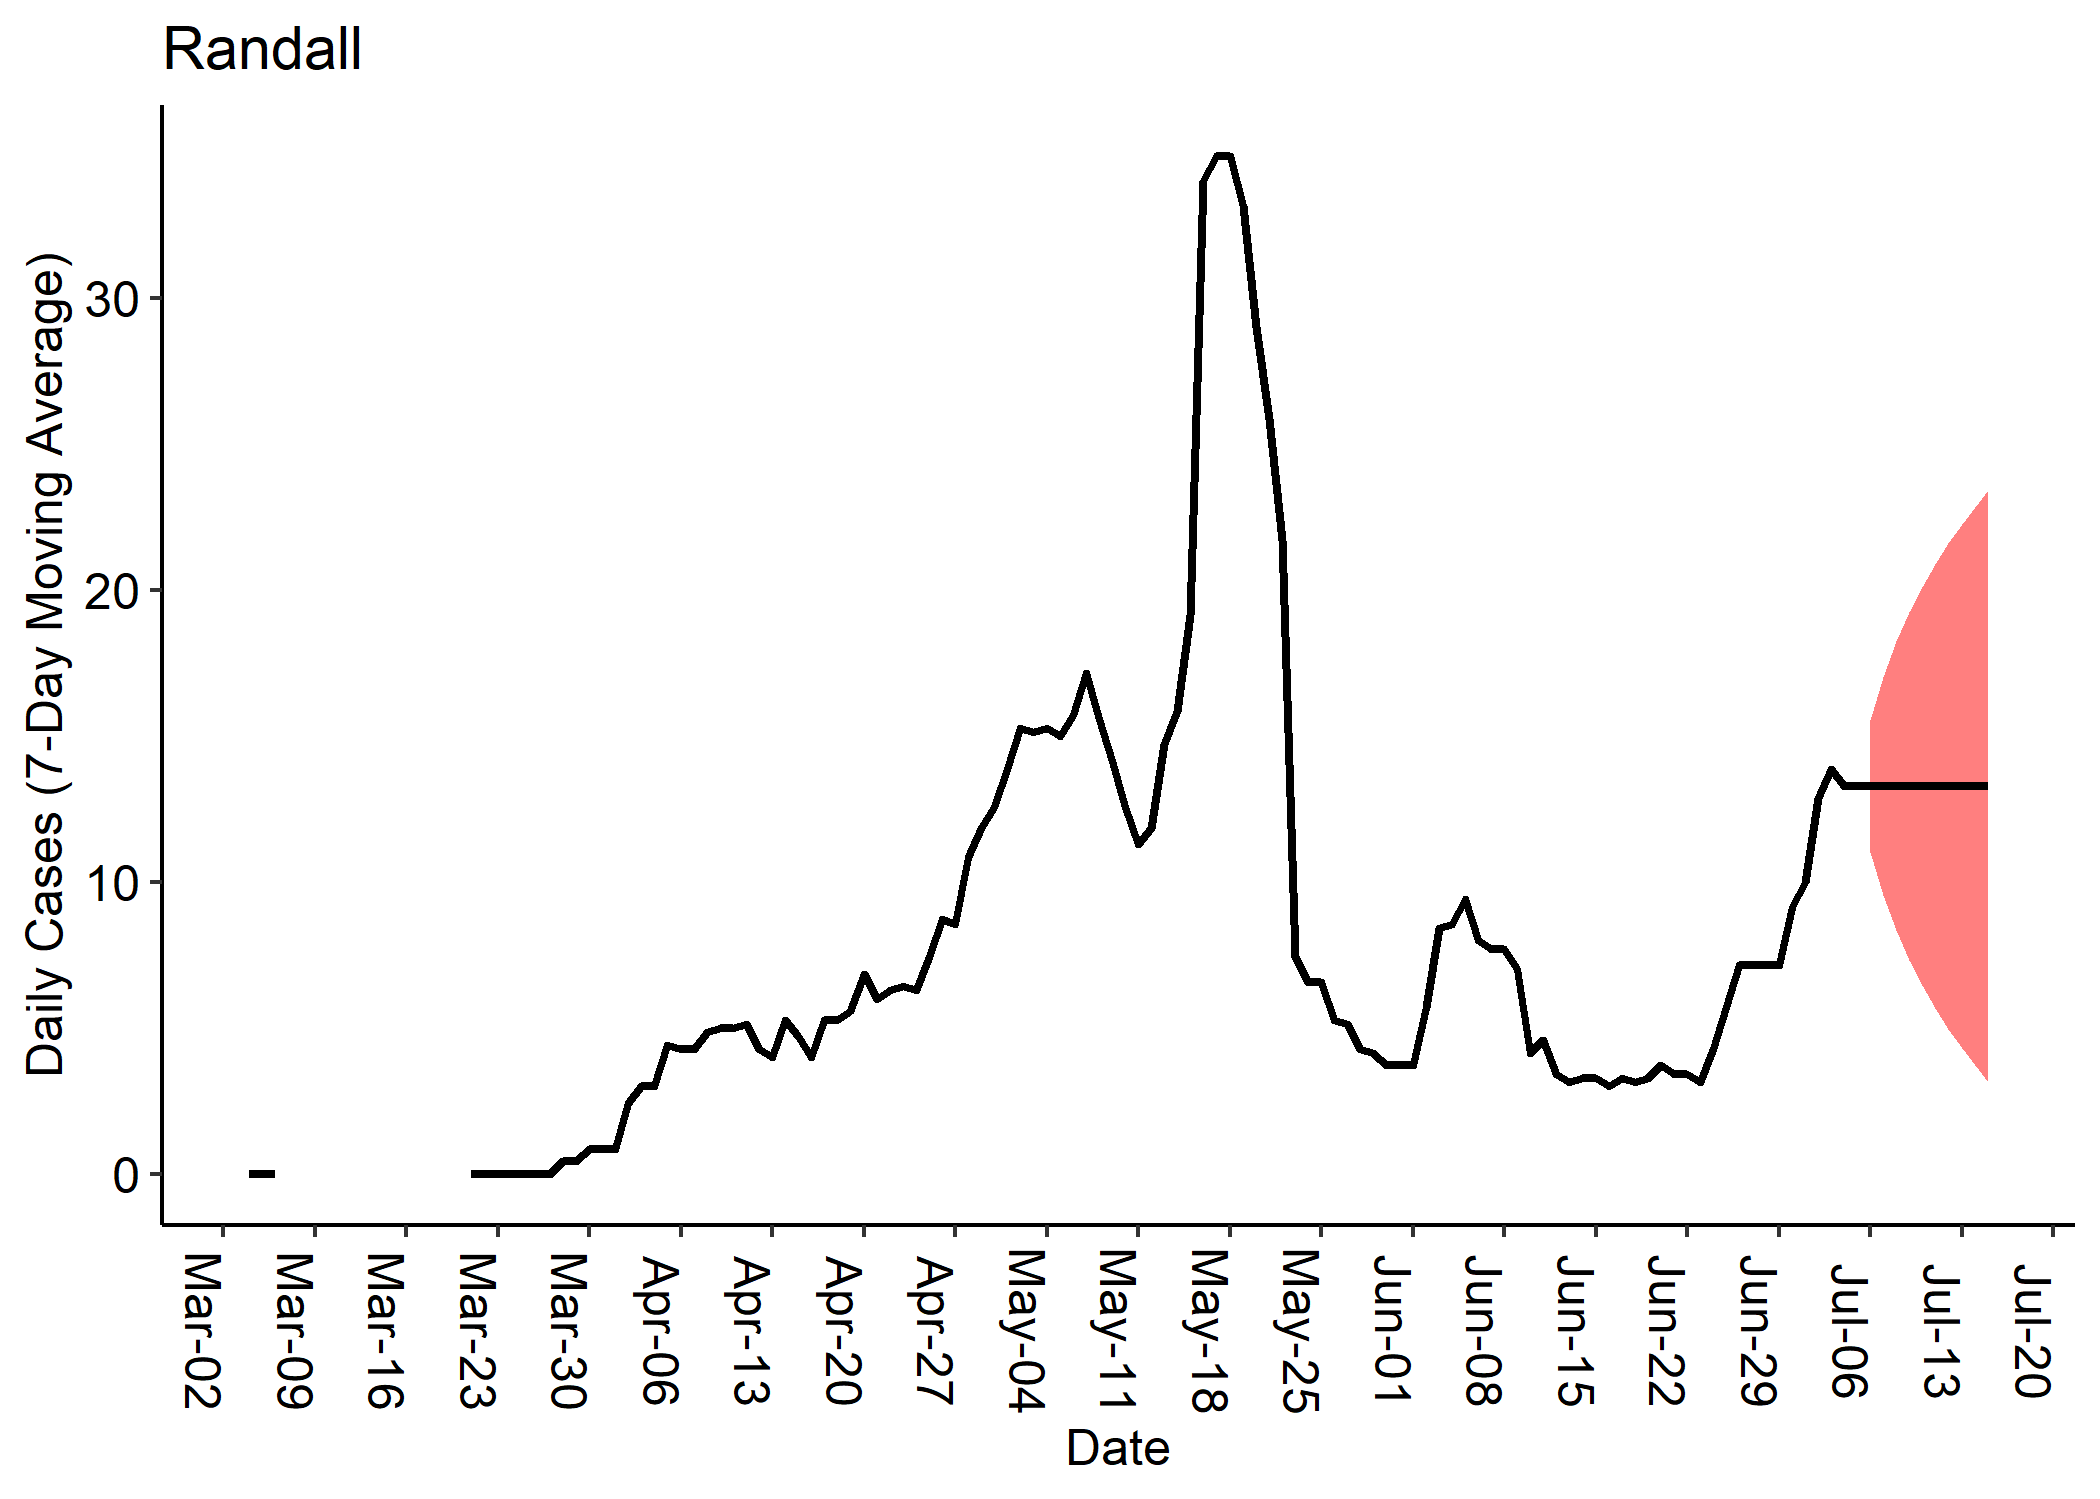 Randall
Daily Cases (7-Day Moving Average)
30
20
10
0
Mar-02
Mar-09
Mar-16
Mar-23
Mar-30
Apr-06
Apr-13
Apr-20
Apr-27
May-04
May-11
May-18
May-25
Jun-01
Jun-08
Jun-15
Jun-22
Jun-29
Jul-06
Jul-13
Jul-20
Date